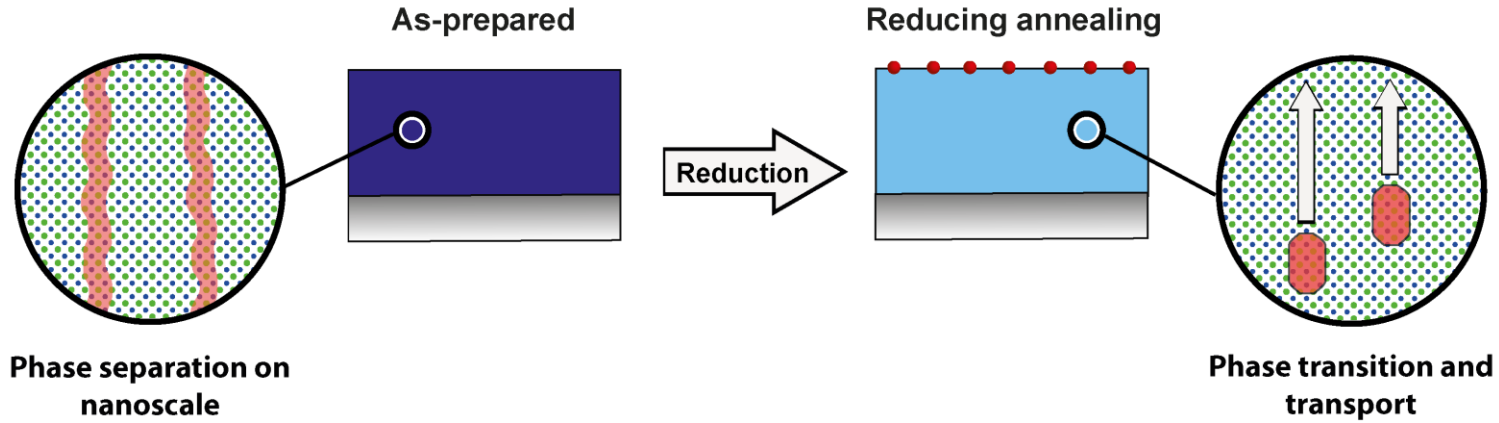 As-prepared
Reducing annealing
Reduction
Phase separation on
nanoscale
Phase transition and
transport